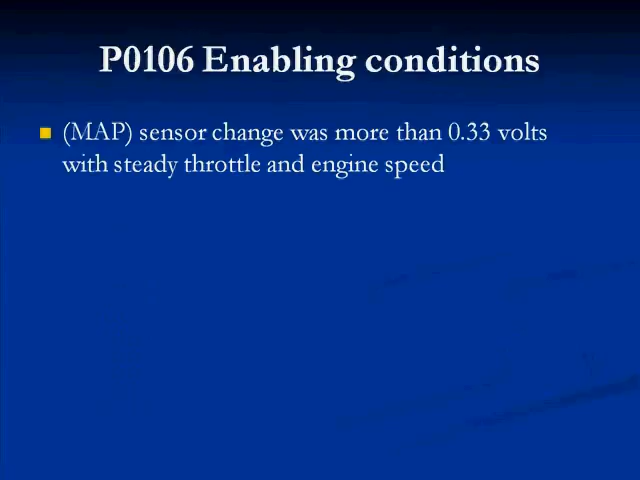 P0106 Enabling conditions
(MAP) sensor change was more than 0.33 volts
with steady throttle and engine speed